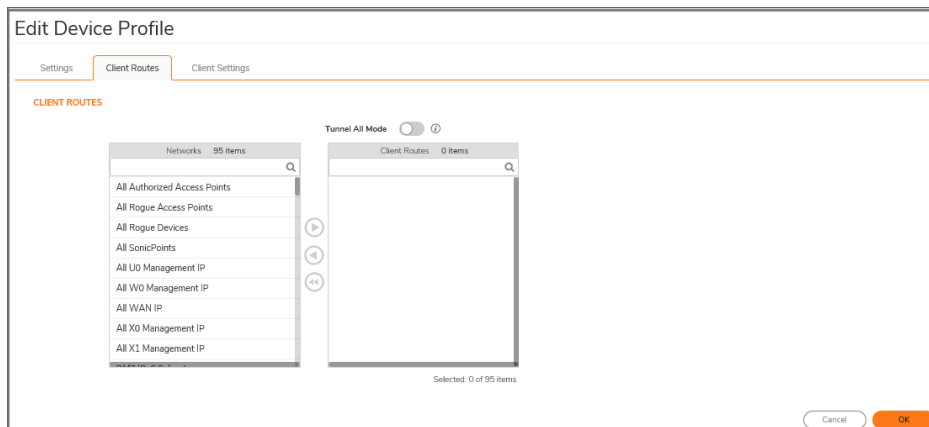 Edit Device Profile
Settings Client Routes Client Settings
CLIENT ROUTES
Tunnel All Mode
Networks 95 items
Client Routes 0 items
All Authorized Access Points
All Rogue Access Points
All Rogue Devices
All SonicPoints
All U0 Management IP
All W0 Management IP
All WAN IP
All X0 Management IP
All X1 Management IP
Selected: 0 of 95 items
Cancel OK